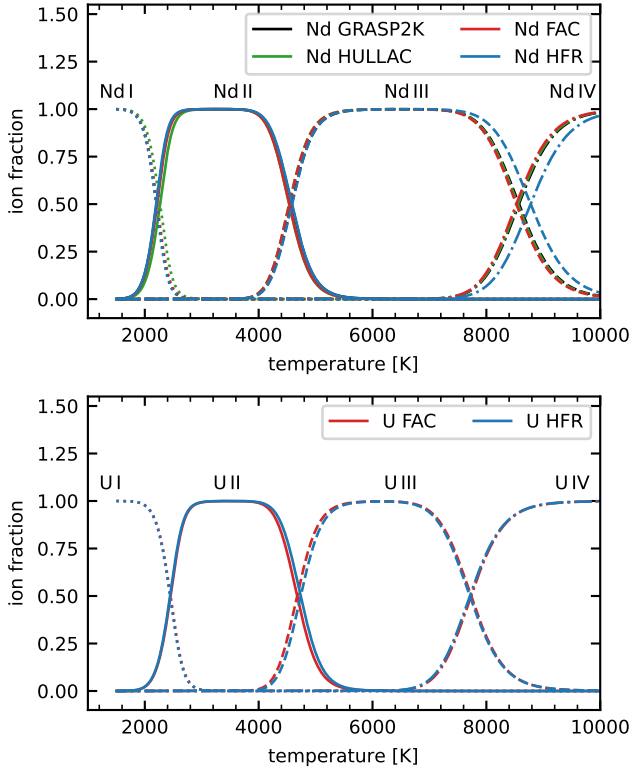 1.50
Nd GRASP2K
Nd FAC
Nd HULLAC
Nd HFR
1.25
Nd I
Nd II
Nd III
Nd IV
1.00
0.75
ion fraction
0.50
0.25
0.00
2000
4000
6000
8000
10000
temperature [K]
1.50
U FAC
U HFR
1.25
U I
U II
U III
U IV
1.00
0.75
ion fraction
0.50
0.25
0.00
2000
4000
6000
8000
10000
temperature [K]